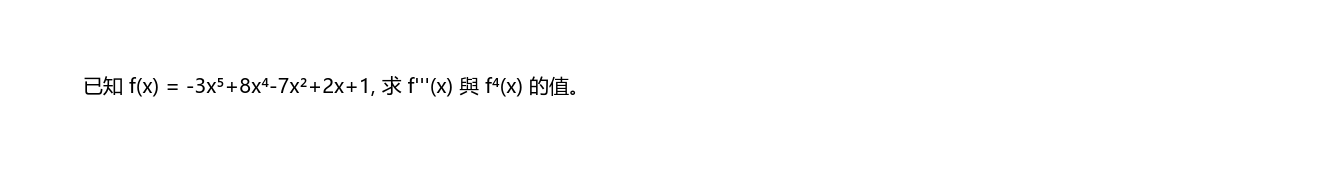 已知 f(x) = -3x⁵+8x⁴-7x²+2x+1, 求 f'''(x) 與 f⁴(x) 的值。